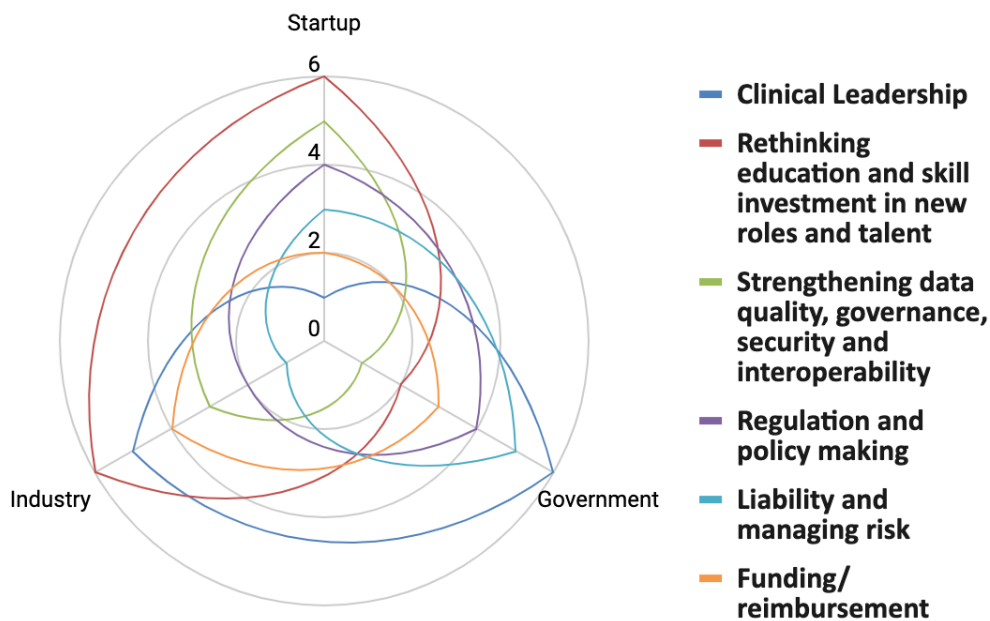 Startup
6
4
2
0
Industry
Government
Clinical Leadership
Rethinking
education and skill
investment in new
roles and talent
Strengthening data
quality, governance,
security and
interoperability
Regulation and
policy making
Liability and
managing risk
Funding/
reimbursement